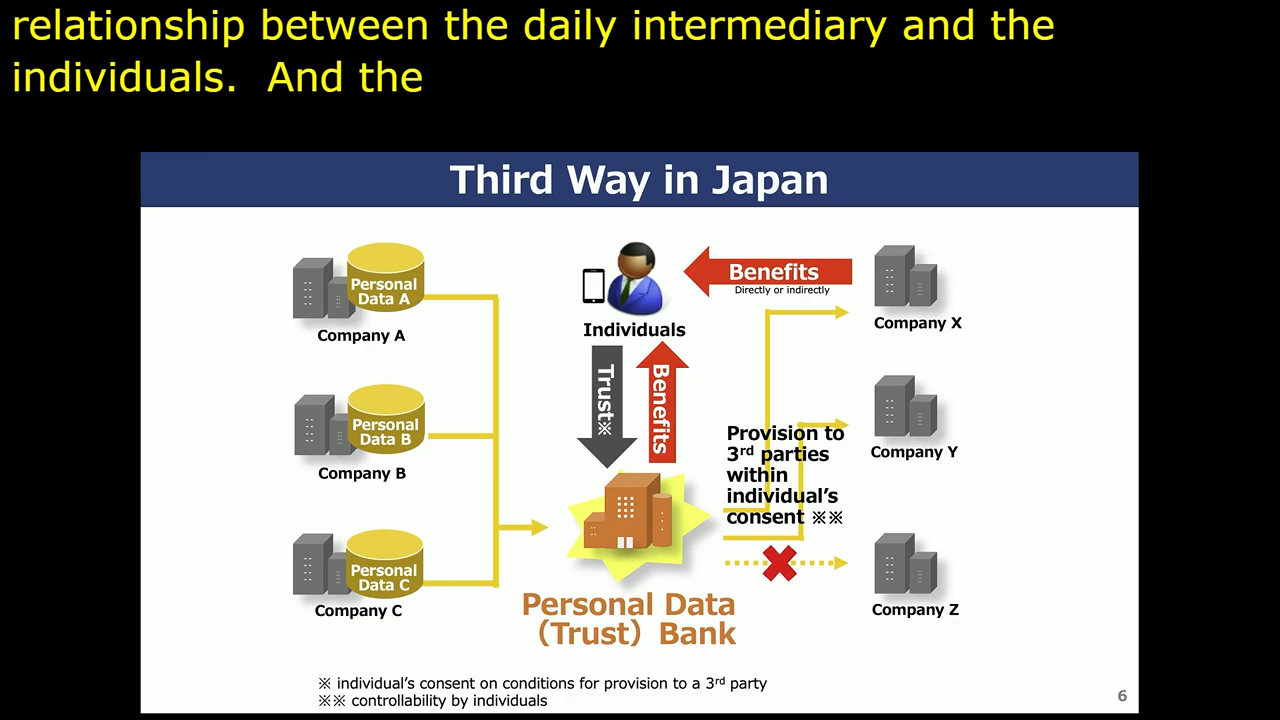 relationship between the daily intermediary and the
individuals.  And the
Third Way in Japan
Personal
Data A
Company A
Personal
Data B
Company B
Personal
Data C
Company C
Individuals
Trust※
Benefits
Benefits
Directly or indirectly
Company X
Provision to
3rd parties
within
individual's
consent ※※
Company Y
Company Z
Personal Data
（Trust）Bank
※ individual's consent on conditions for provision to a 3rd party
※※ controllability by individuals
6